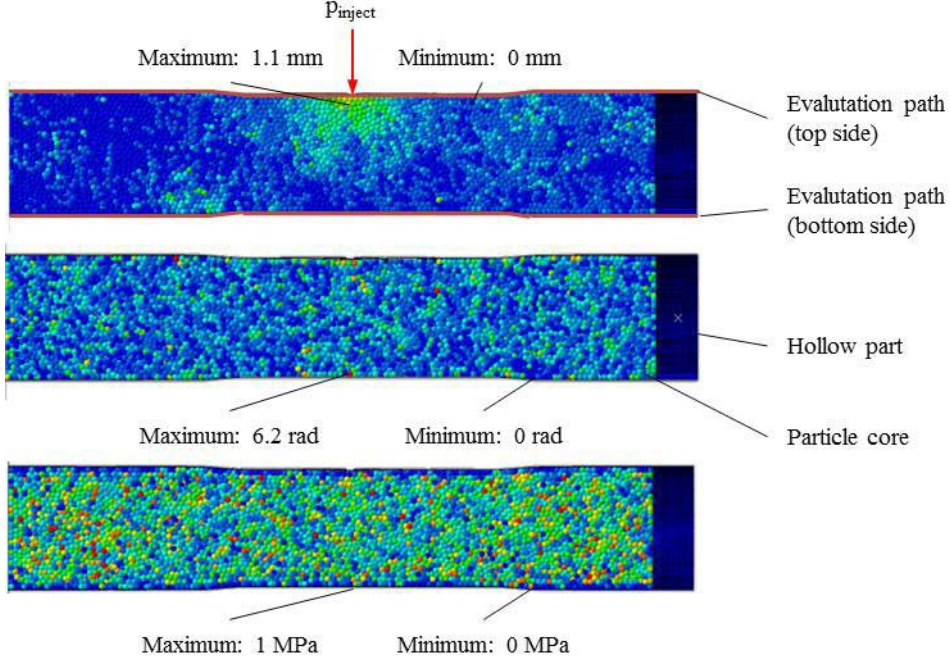 p_inject
Maximum: 1.1 mm
Minimum: 0 mm
Evalutation path
(top side)
Evalutation path
(bottom side)
Hollow part
Maximum: 6.2 rad
Minimum: 0 rad
Particle core
Maximum: 1 MPa
Minimum: 0 MPa